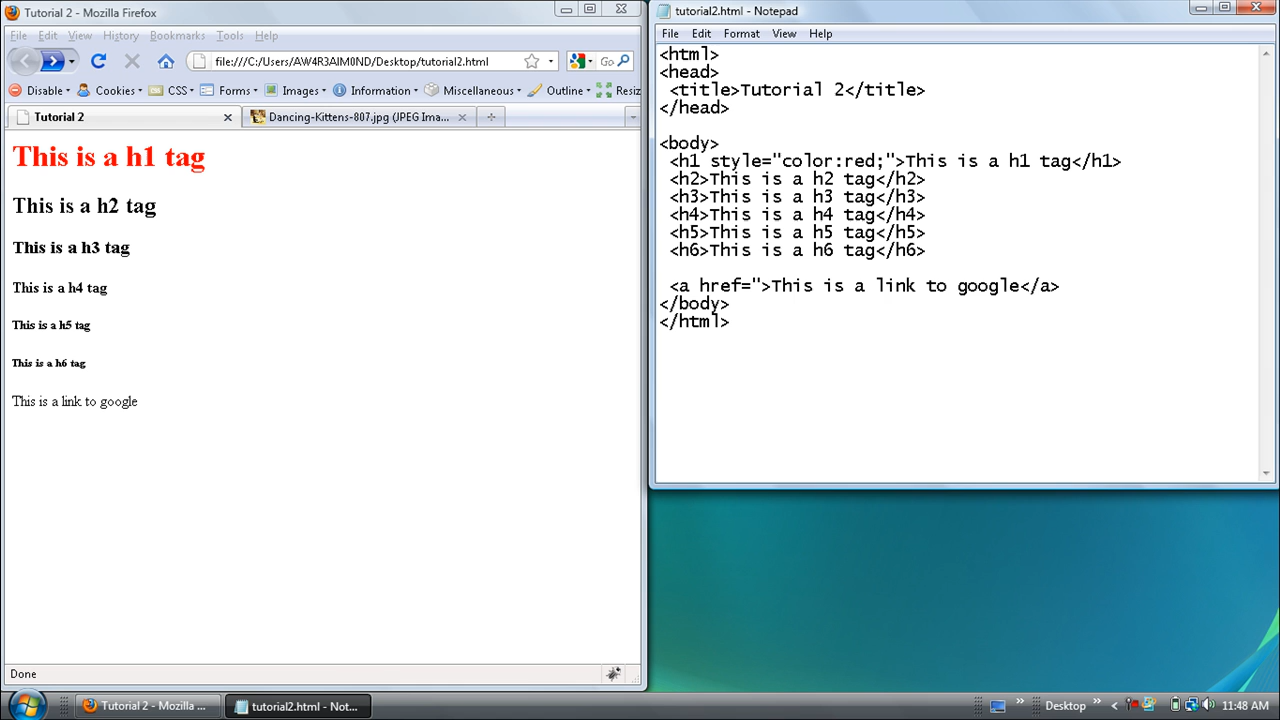 Tutorial 2 - Mozilla Firefox
File Edit View History Bookmarks Tools Help
file:///C:/Users/AW4R3AIM0ND/Desktop/tutorial2.html
Go
Disable Cookies CSS Forms Images Information Miscellaneous Outline Resiz
Tutorial 2
Dancing-Kittens-807.jpg (JPEG Ima...
This is a h1 tag
This is a h2 tag
This is a h3 tag
This is a h4 tag
This is a h5 tag
This is a h6 tag
This is a link to google
Done
tutorial2.html - Notepad
File Edit Format View Help
<html>
<head>
<title>Tutorial 2</title>
</head>
<body>
<h1 style="color:red;">This is a h1 tag</h1>
<h2>This is a h2 tag</h2>
<h3>This is a h3 tag</h3>
<h4>This is a h4 tag</h4>
<h5>This is a h5 tag</h5>
<h6>This is a h6 tag</h6>
<a href=">This is a link to google</a>
</body>
</html>
Tutorial 2 - Mozilla ...
tutorial2.html - Not...
Desktop
11:48 AM